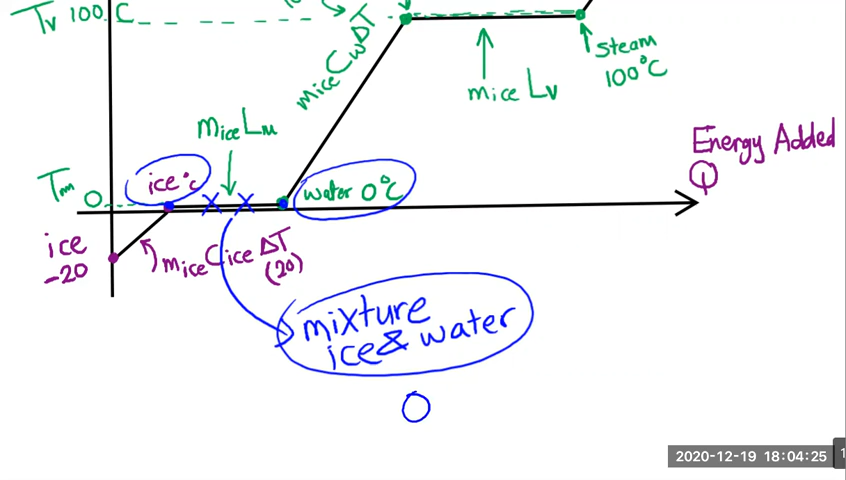 Tv 100 C
mice Cw ΔT
steam
100°C
mice Lv
mice LM
Energy Added
Q
Tm
0
ice °c
water 0°C
ice
-20
mice Cice ΔT
(20)
mixture
ice & water
2020-12-19 18:04:25